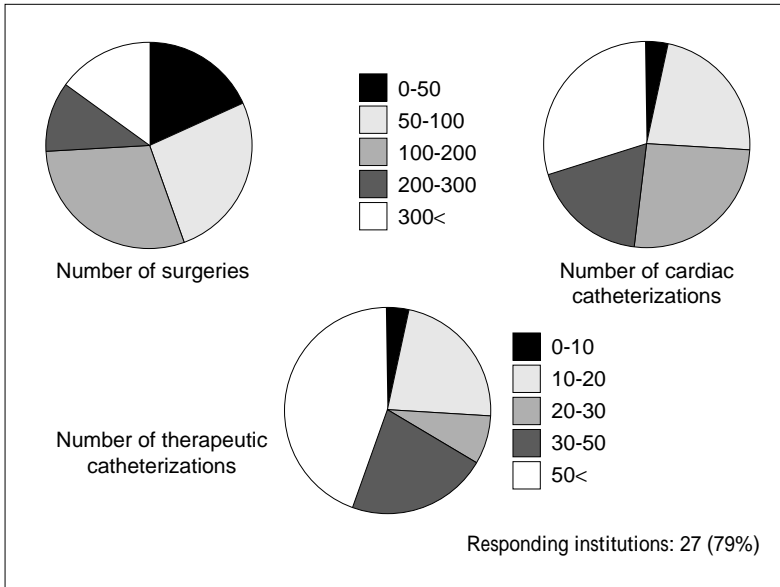 0-50
50-100
100-200
200-300
300<
Number of surgeries
Number of cardiac
catheterizations
0-10
10-20
20-30
30-50
50<
Number of therapeutic
catheterizations
Responding institutions: 27 (79%)